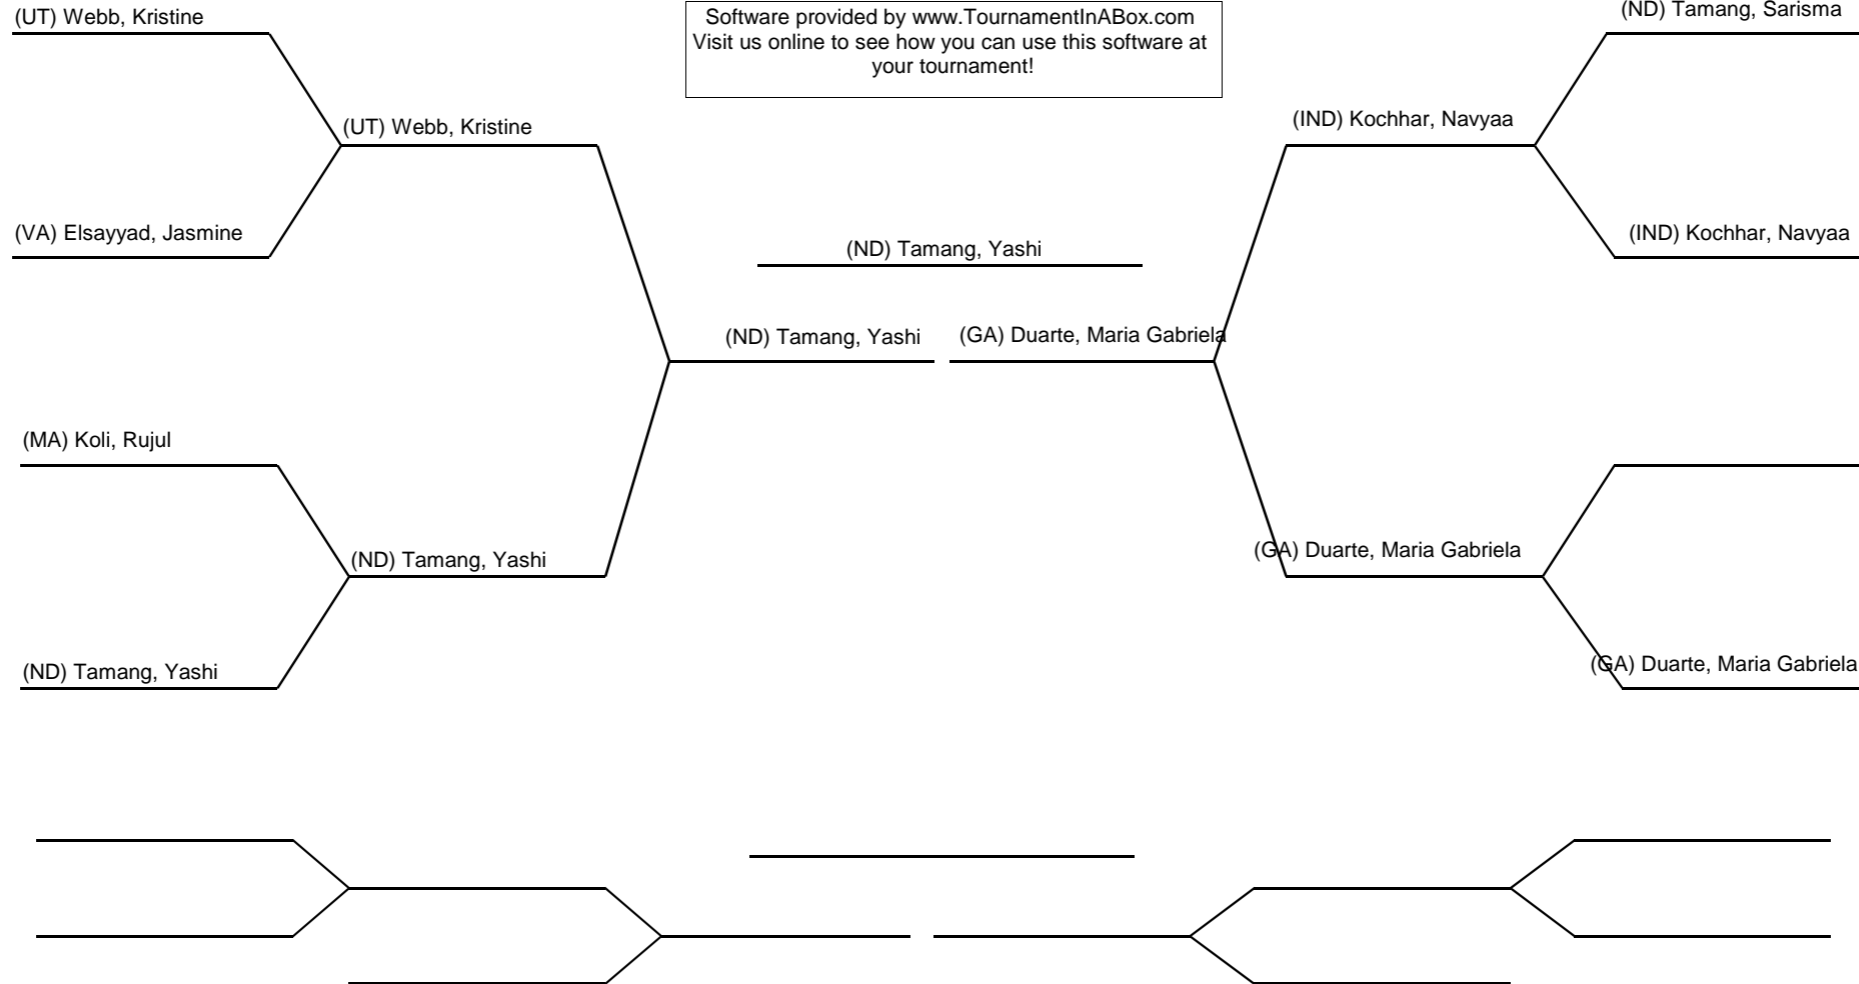 (UT) Webb, Kristine
Software provided by www.TournamentInABox.com
Visit us online to see how you can use this software at
your tournament!
(ND) Tamang, Sarisma
(UT) Webb, Kristine
(IND) Kochhar, Navyaa
(VA) Elsayyad, Jasmine
(ND) Tamang, Yashi
(IND) Kochhar, Navyaa
(ND) Tamang, Yashi
(GA) Duarte, Maria Gabriela
(MA) Koli, Rujul
(ND) Tamang, Yashi
(GA) Duarte, Maria Gabriela
(ND) Tamang, Yashi
(GA) Duarte, Maria Gabriela